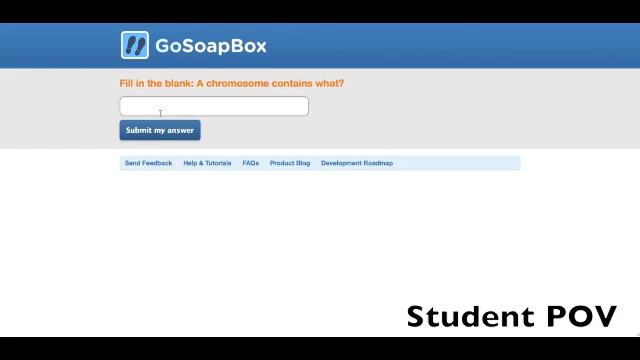 GoSoapBox
Fill in the blank: A chromosome contains what?
Submit my answer
Send Feedback Help & Tutorials FAQs Product Blog Development Roadmap
Student POV